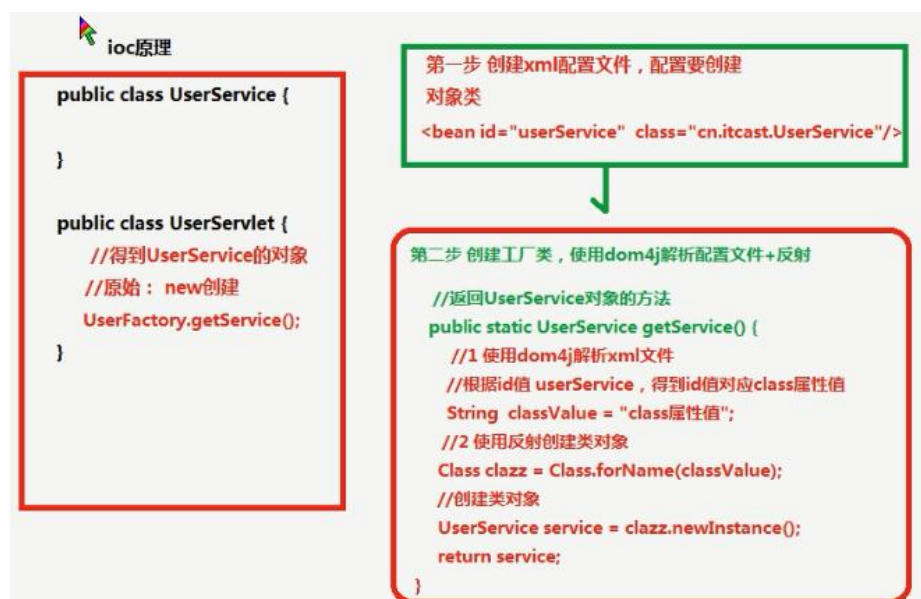 ioc原理
public class UserService {
}
public class UserServlet {
//得到UserService的对象
//原始： new创建
UserFactory.getService();
}
第一步 创建xml配置文件，配置要创建
对象类
<bean id="userService" class="cn.itcast.UserService"/>
第二步 创建工厂类，使用dom4j解析配置文件+反射
//返回UserService对象的方法
public static UserService getService() {
//1 使用dom4j解析xml文件
//根据id值 userService，得到id值对应class属性值
String classValue = "class属性值";
//2 使用反射创建类对象
Class clazz = Class.forName(classValue);
//创建类对象
UserService service = clazz.newInstance();
return service;
}